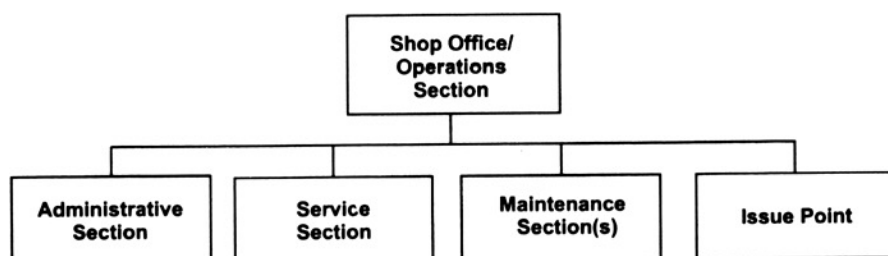 Shop Office/
Operations
Section
Administrative
Section
Service
Section
Maintenance
Section(s)
Issue Point